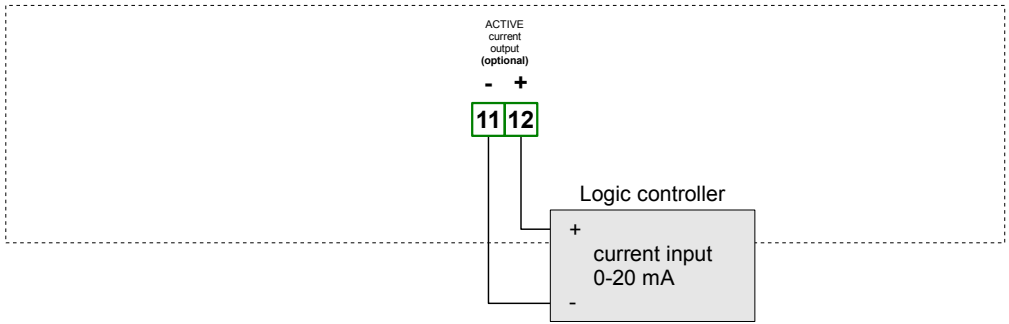 ACTIVE
current
output
(optional)
- +
11 12
Logic controller
+
current input
0-20 mA
-